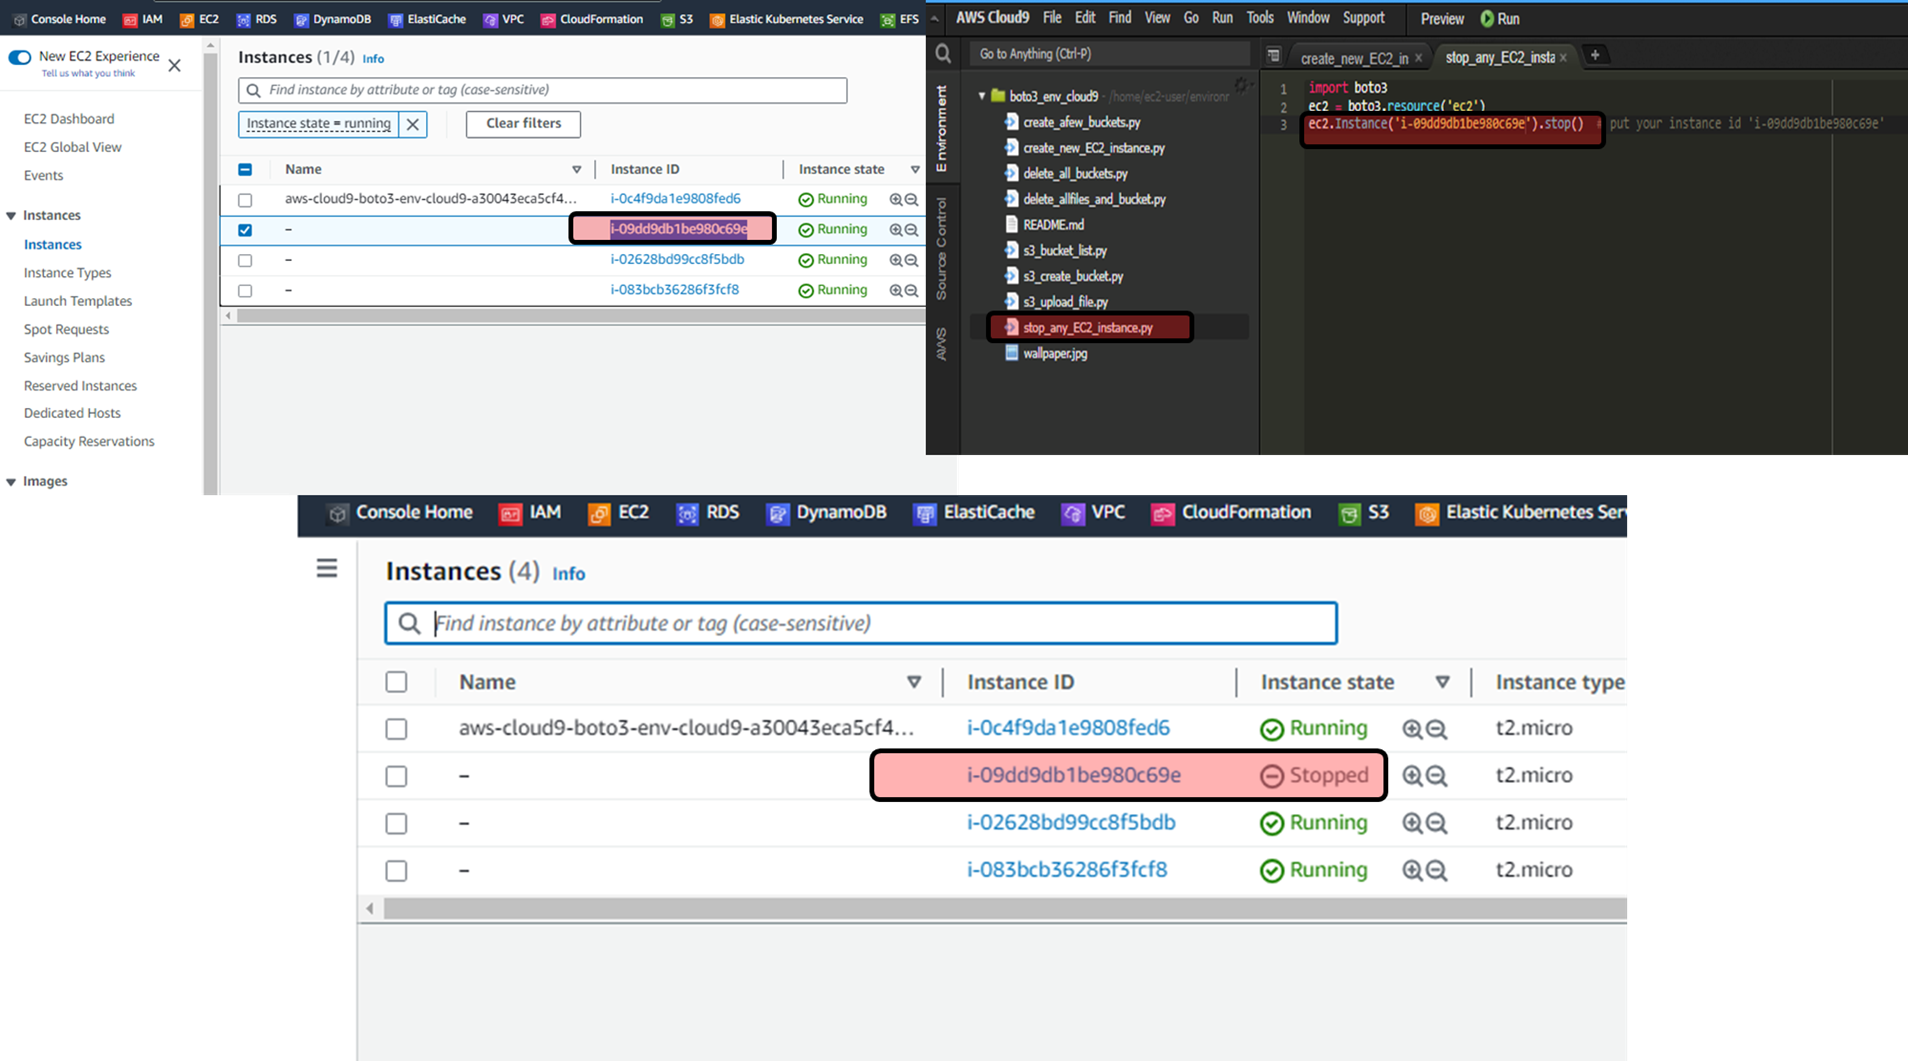 Console Home IAM EC2 RDS DynamoDB ElastiCache VPC CloudFormation S3 Elastic Kubernetes Service EFS
New EC2 Experience
Tell us what you think
EC2 Dashboard
EC2 Global View
Events
Instances
Instances
Instance Types
Launch Templates
Spot Requests
Savings Plans
Reserved Instances
Dedicated Hosts
Capacity Reservations
Images
Instances (1/4) Info
Find instance by attribute or tag (case-sensitive)
Instance state = running Clear filters
Name Instance ID Instance state
aws-cloud9-boto3-env-cloud9-a30043eca5cf4... i-0c4f9da1e9808fed6 Running
– i-09dd9db1be980c69e Running
– i-02628bd99cc8f5bdb Running
– i-083bcb36286f3fcf8 Running
AWS Cloud9 File Edit Find View Go Run Tools Window Support Preview Run
Go to Anything (Ctrl-P)
Environment
Source Control
AWS
boto3_env_cloud9 - /home/ec2-user/environr
create_afew_buckets.py
create_new_EC2_instance.py
delete_all_buckets.py
delete_allfiles_and_bucket.py
README.md
s3_bucket_list.py
s3_create_bucket.py
s3_upload_file.py
stop_any_EC2_instance.py
wallpaper.jpg
create_new_EC2_in stop_any_EC2_insta
1 import boto3
2 ec2 = boto3.resource('ec2')
3 ec2.Instance('i-09dd9db1be980c69e').stop() # put your instance id 'i-09dd9db1be980c69e'
Console Home IAM EC2 RDS DynamoDB ElastiCache VPC CloudFormation S3 Elastic Kubernetes Ser
Instances (4) Info
Find instance by attribute or tag (case-sensitive)
Name Instance ID Instance state Instance type
aws-cloud9-boto3-env-cloud9-a30043eca5cf4... i-0c4f9da1e9808fed6 Running t2.micro
– i-09dd9db1be980c69e Stopped t2.micro
– i-02628bd99cc8f5bdb Running t2.micro
– i-083bcb36286f3fcf8 Running t2.micro